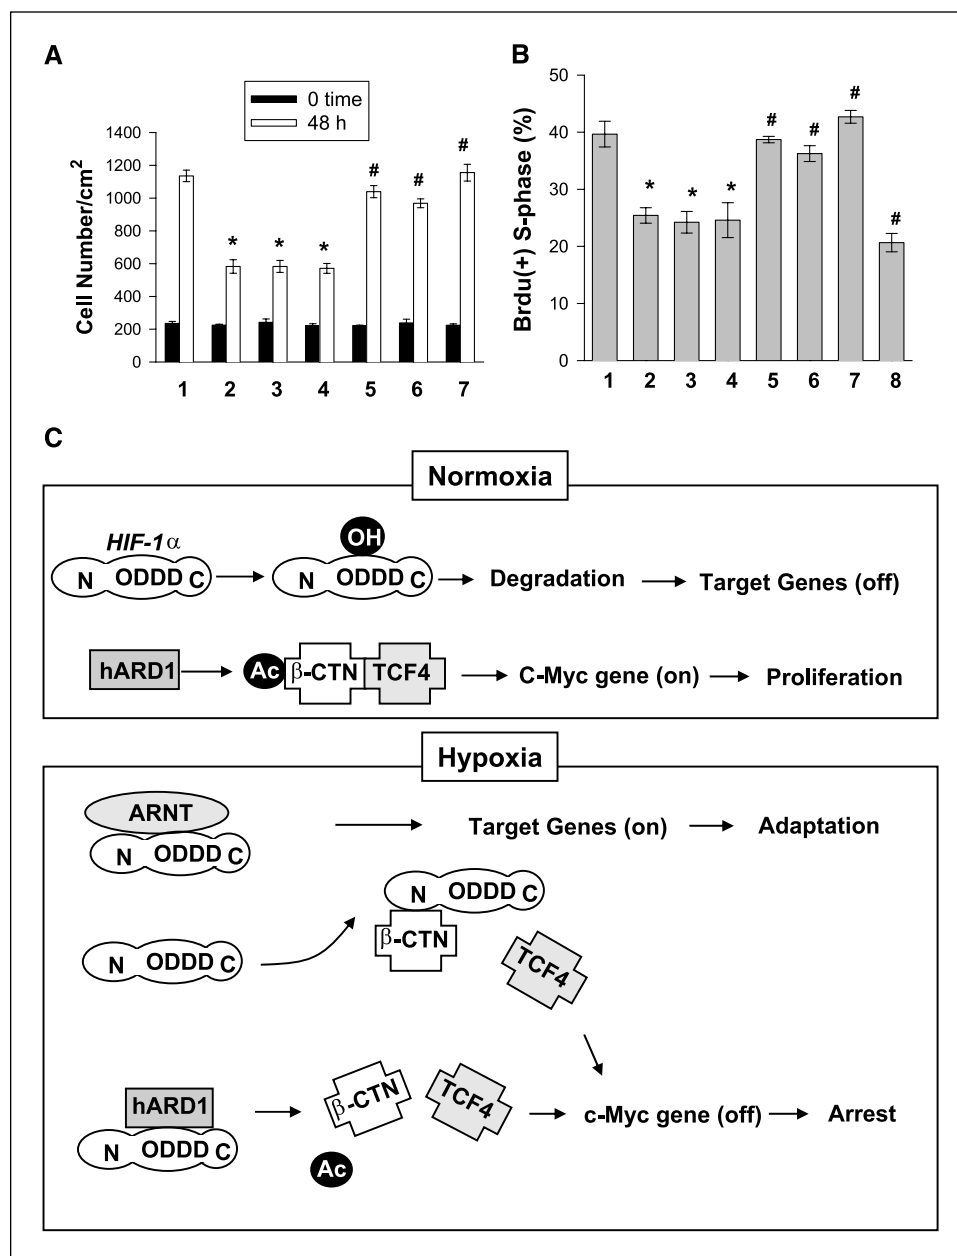 A
0 time
48 h
Cell Number/cm²
1400
1200
1000
800
600
400
200
0
* * * # # #
1 2 3 4 5 6 7
B
Brdu(+) S-phase (%)
50
40
30
20
10
0
* * * # # # #
1 2 3 4 5 6 7 8
C
Normoxia
HIF-1α
N ODDD C
OH
N ODDD C
Degradation
Target Genes (off)
hARD1
Ac
β-CTN
TCF4
C-Myc gene (on)
Proliferation
Hypoxia
ARNT
N ODDD C
Target Genes (on)
Adaptation
N ODDD C
β-CTN
N ODDD C
TCF4
hARD1
N ODDD C
β-CTN
TCF4
Ac
c-Myc gene (off)
Arrest